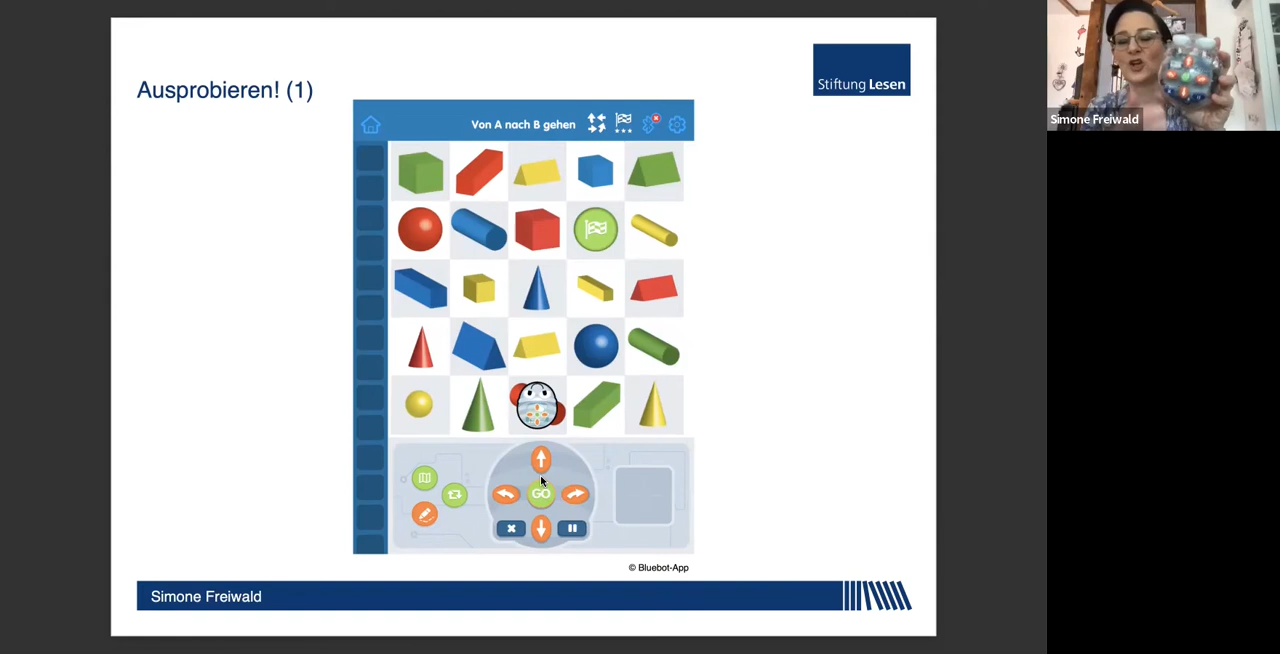 Ausprobieren! (1)
Stiftung Lesen
Von A nach B gehen
GO
© Bluebot-App
Simone Freiwald
Simone Freiwald